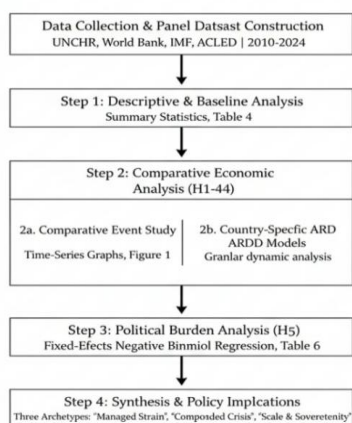 Data Collection & Panel Datsast Construction
UNCHR, World Bank, IMF, ACLED | 2010-2024
Step 1: Descriptive & Baseline Analysis
Summary Statistics, Table 4
Step 2: Comparative Economic
Analysis (H1-44)
2a. Comparative Event Study
Time-Series Graphs, Figure 1
2b. Country-Specfic ARD
ARDD Models
Granlar dynamic analysis
Step 3: Political Burden Analysis (H5)
Fixed-Efects Negative Binmiol Regression, Table 6
Step 4: Synthesis & Policy Implcations
Three Archetypes: "Managed Strain", "Composded Crisis", "Scale & Soveretenity"